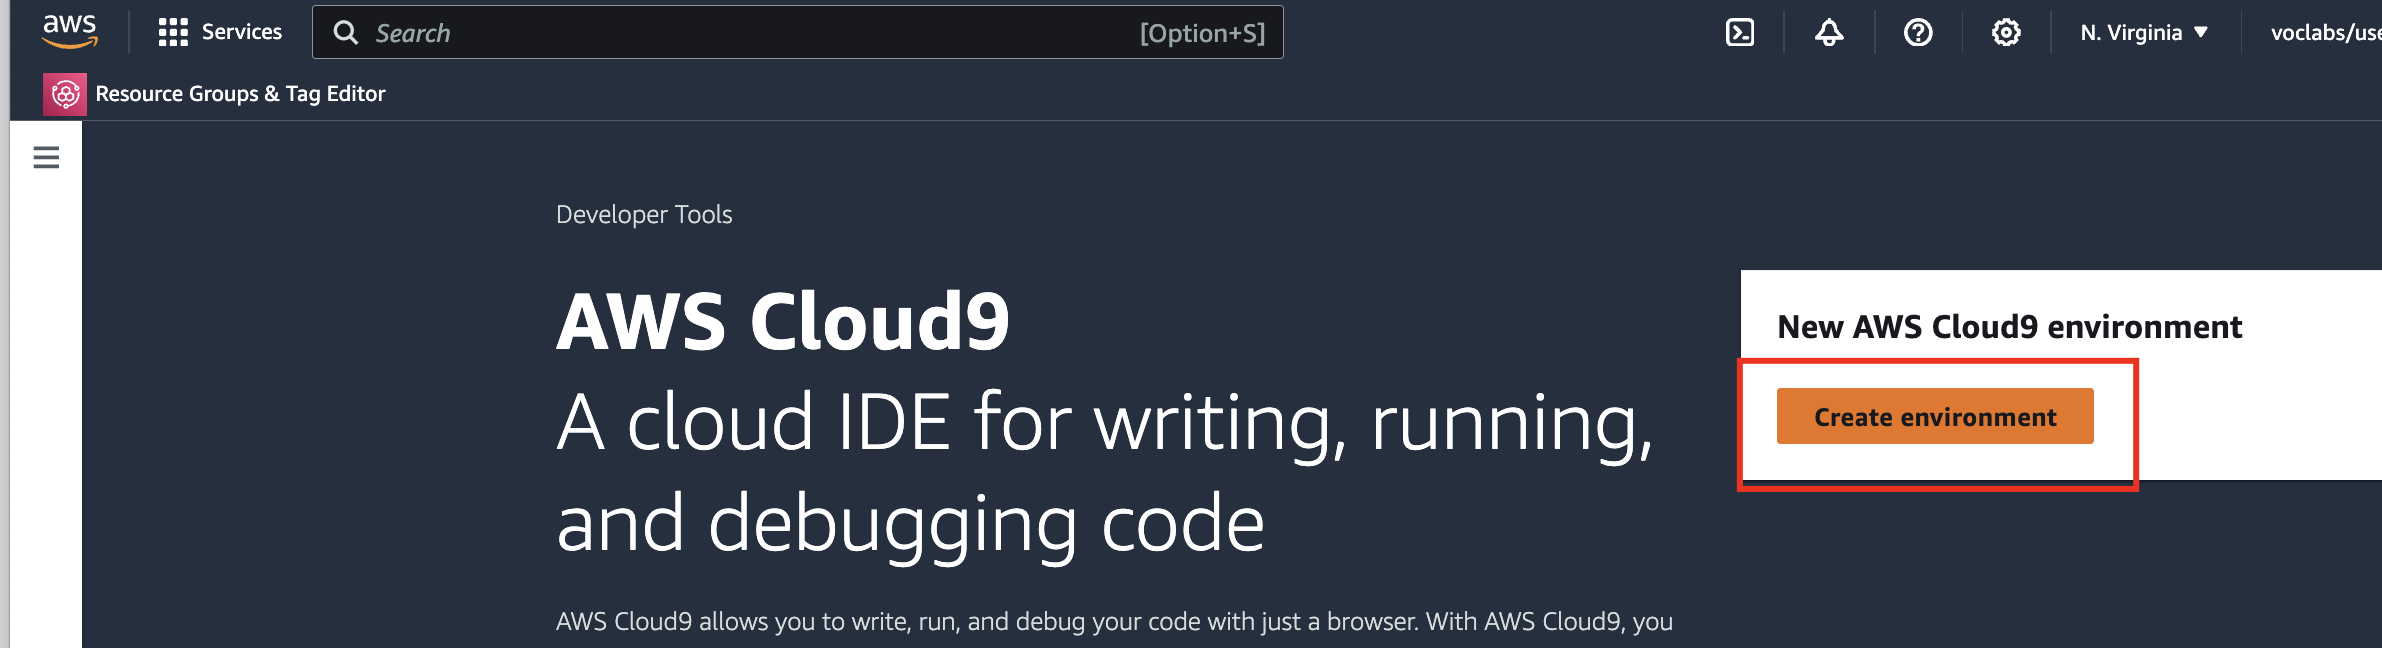 aws
Services
Search
[Option+S]
N. Virginia
voclabs/use
Resource Groups & Tag Editor
Developer Tools
AWS Cloud9
A cloud IDE for writing, running,
and debugging code
AWS Cloud9 allows you to write, run, and debug your code with just a browser. With AWS Cloud9, you
New AWS Cloud9 environment
Create environment